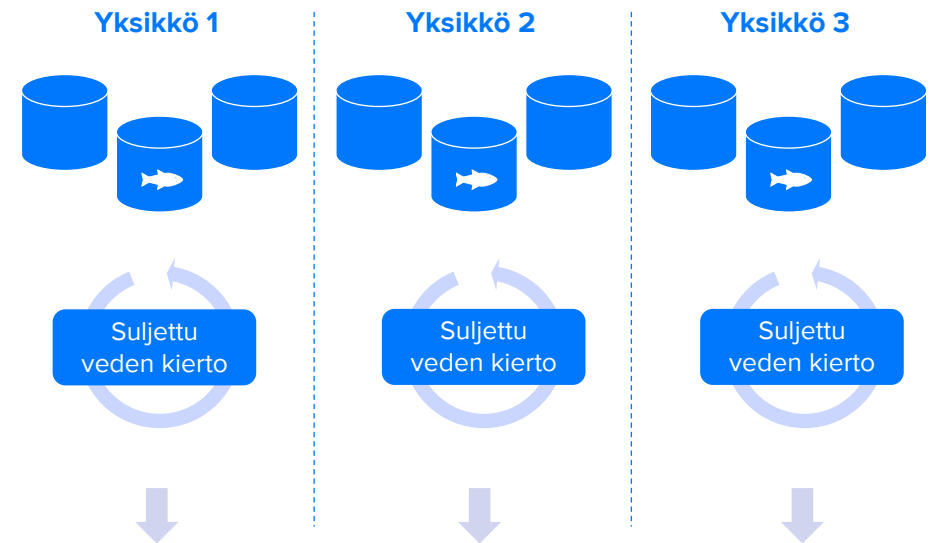 Yksikkö 1
Yksikkö 2
Yksikkö 3
Suljettu
veden kierto
Suljettu
veden kierto
Suljettu
veden kierto